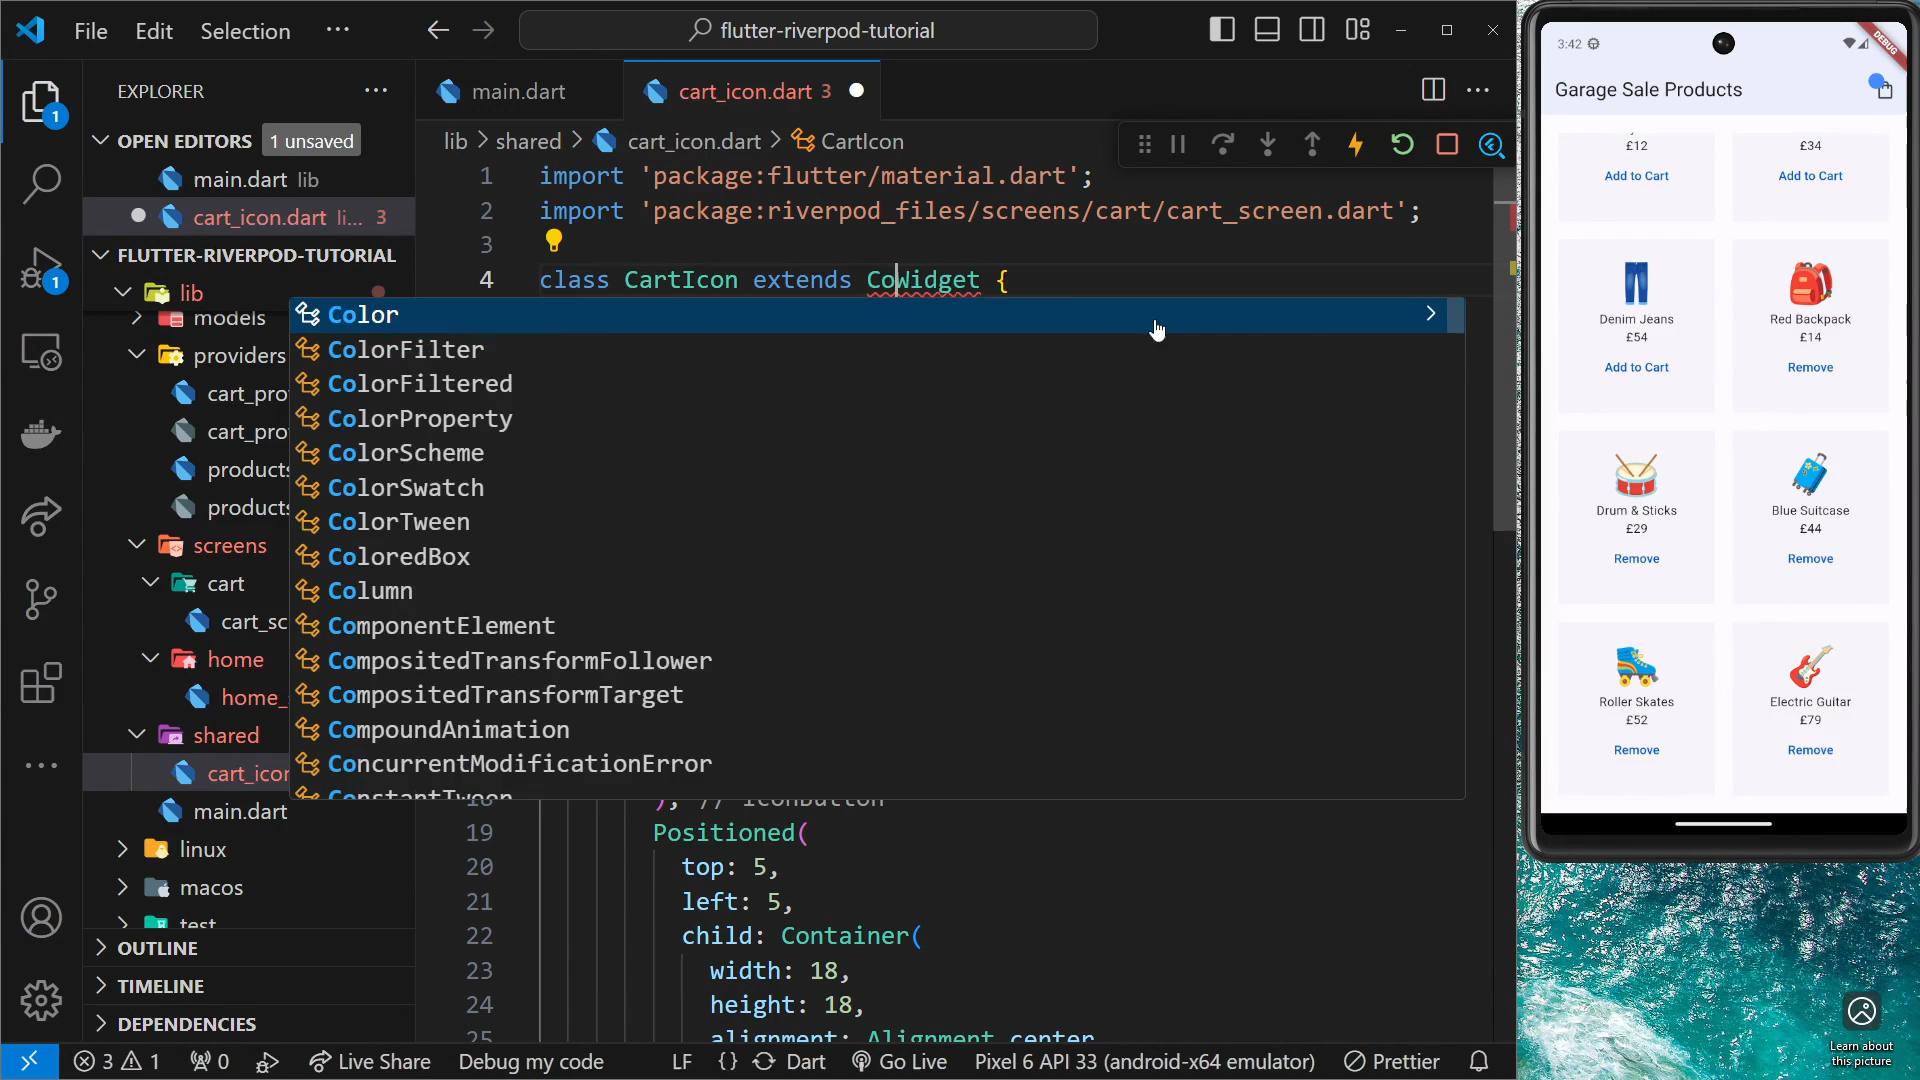 File Edit Selection ···
flutter-riverpod-tutorial
EXPLORER
OPEN EDITORS 1 unsaved
main.dart lib
cart_icon.dart li... 3
FLUTTER-RIVERPOD-TUTORIAL
lib
models
providers
cart_pro
cart_pro
products
products
screens
cart
cart_sc
home
home_
shared
cart_icon
main.dart
linux
macos
test
OUTLINE
TIMELINE
DEPENDENCIES
1
1
main.dart
cart_icon.dart 3
lib > shared > cart_icon.dart > CartIcon
1 import 'package:flutter/material.dart';
2 import 'package:riverpod_files/screens/cart/cart_screen.dart';
3
4 class CartIcon extends CoWidget {
Color
ColorFilter
ColorFiltered
ColorProperty
ColorScheme
ColorSwatch
ColorTween
ColoredBox
Column
ComponentElement
CompositedTransformFollower
CompositedTransformTarget
CompoundAnimation
ConcurrentModificationError
ConstantTween
18 ), // IconButton
19 Positioned(
20 top: 5,
21 left: 5,
22 child: Container(
23 width: 18,
24 height: 18,
25 alignment: Alignment.center
3 1 0 Live Share Debug my code LF {} Dart Go Live Pixel 6 API 33 (android-x64 emulator) Prettier
3:42
DEBUG
Garage Sale Products
£12 £34
Add to Cart Add to Cart
Denim Jeans Red Backpack
£54 £14
Add to Cart Remove
Drum & Sticks Blue Suitcase
£29 £44
Remove Remove
Roller Skates Electric Guitar
£52 £79
Remove Remove
Learn about
this picture